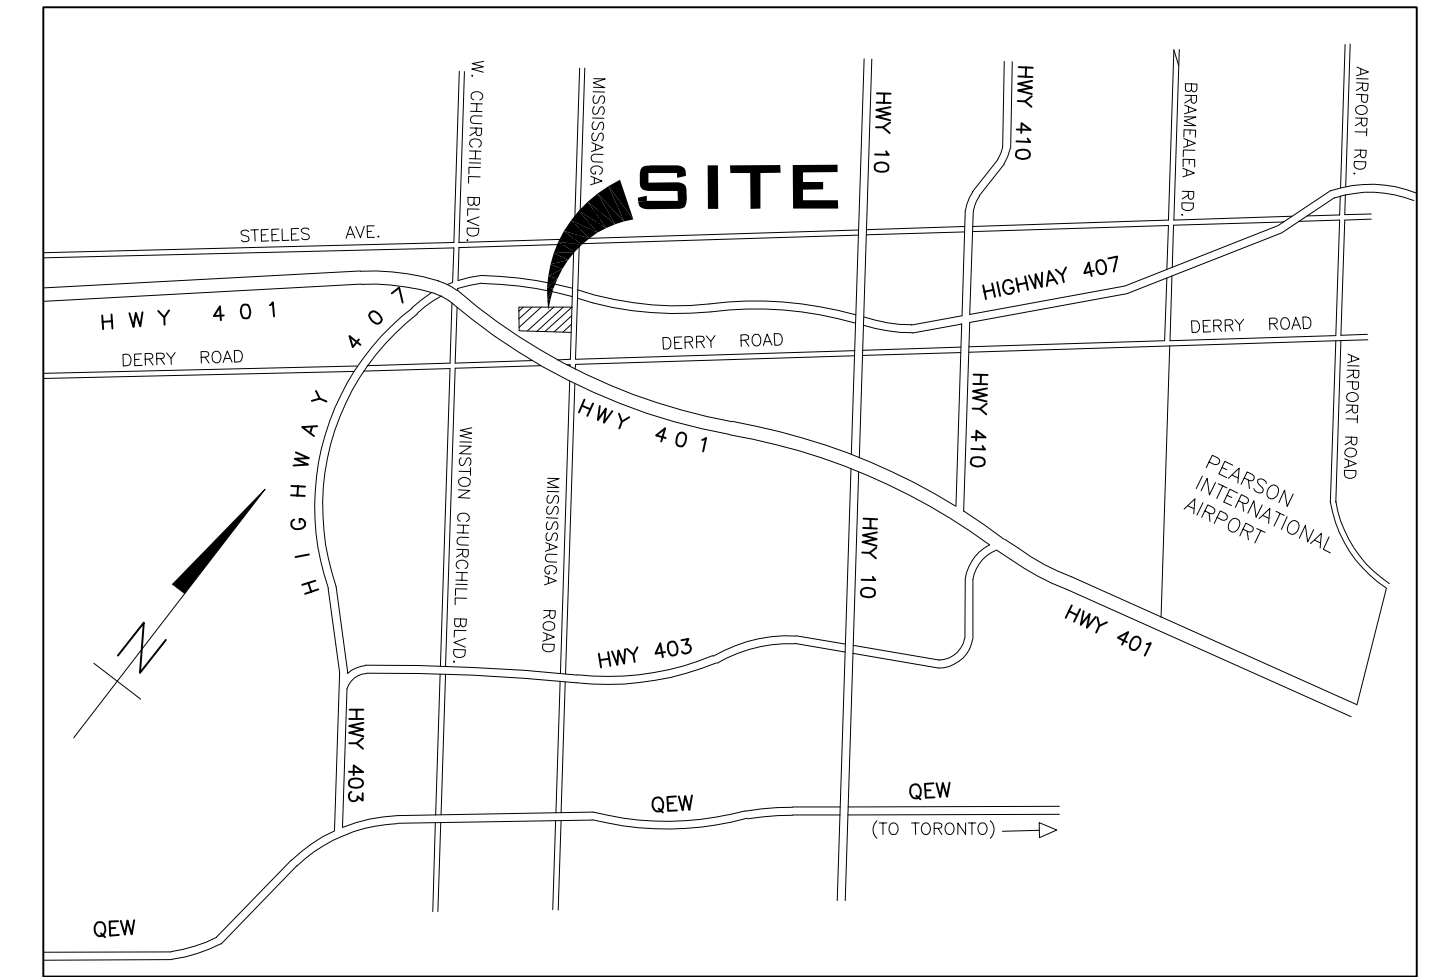 W. CHURCHILL BLVD.
MISSISSAUGA
HWY 10
HWY 410
BRAMEALEA RD.
AIRPORT RD.
SITE
STEELES AVE.
HIGHWAY 407
HWY 401
DERRY ROAD
DERRY ROAD
DERRY ROAD
HIGHWAY 407
HWY 401
HWY 410
AIRPORT ROAD
WINSTON CHURCHILL BLVD.
MISSISSAUGA ROAD
PEARSON
INTERNATIONAL
AIRPORT
HWY 10
N
HWY 403
HWY 401
HWY 403
QEW
QEW
(TO TORONTO)
QEW